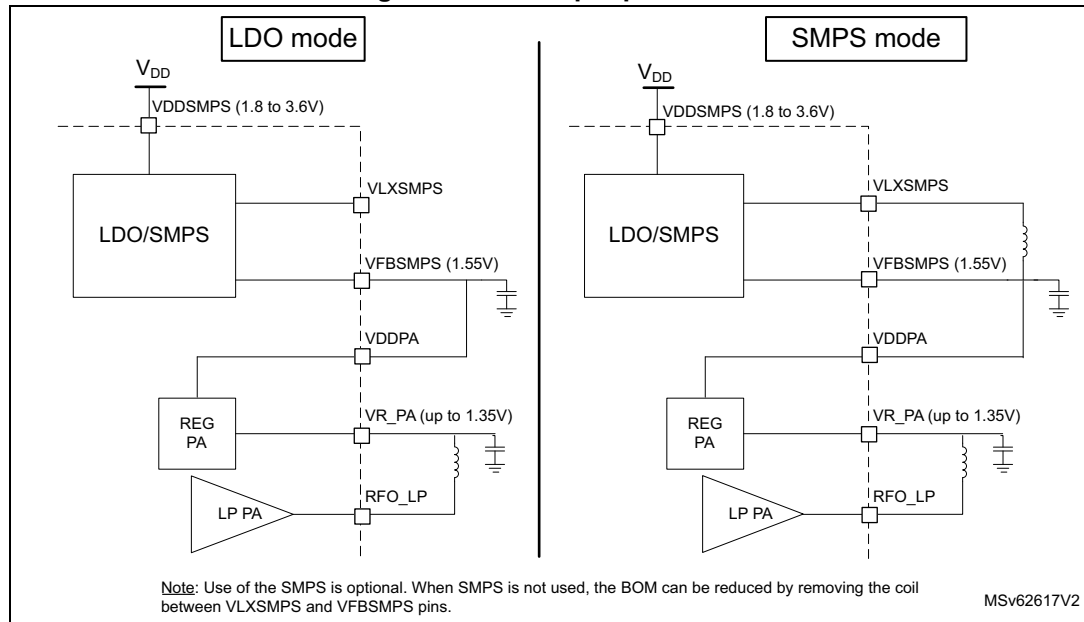 LDO mode
V_DD
VDDSMPS (1.8 to 3.6V)
LDO/SMPS
VLXSMPS
VFBSMPS (1.55V)
VDDPA
REG
PA
VR_PA (up to 1.35V)
LP PA
RFO_LP
SMPS mode
V_DD
VDDSMPS (1.8 to 3.6V)
LDO/SMPS
VLXSMPS
VFBSMPS (1.55V)
VDDPA
REG
PA
VR_PA (up to 1.35V)
LP PA
RFO_LP
Note: Use of the SMPS is optional. When SMPS is not used, the BOM can be reduced by removing the coil
between VLXSMPS and VFBSMPS pins.
MSv62617V2